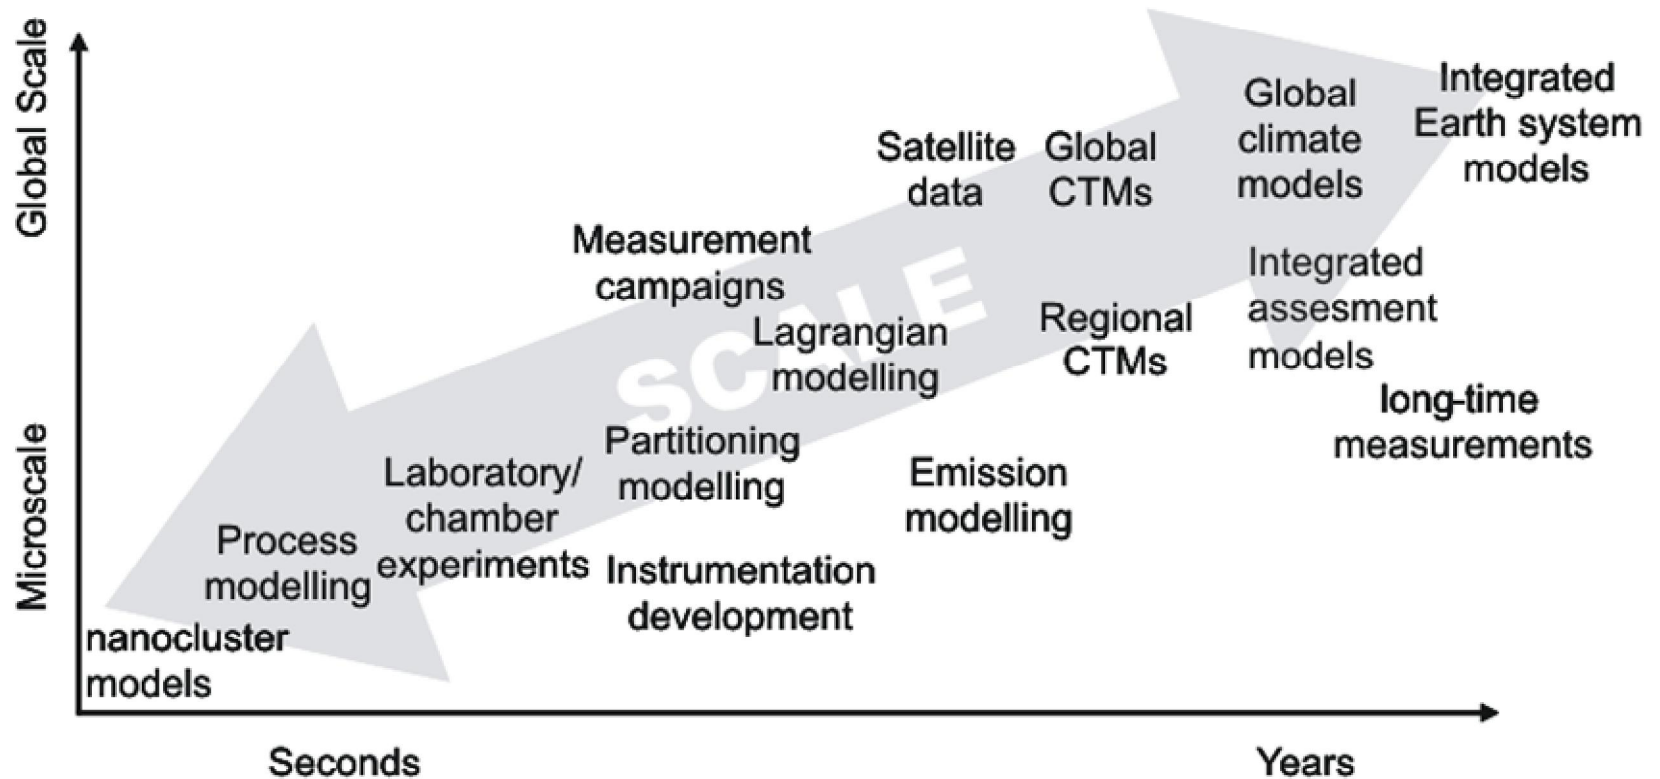 Global Scale
Microscale
Integrated
Earth system
models
Global
climate
models
Satellite
data
Global
CTMs
Measurement
campaigns
SCALE
Integrated
assesment
models
Lagrangian
modelling
Regional
CTMs
long-time
measurements
Partitioning
modelling
Laboratory/
chamber
experiments
Emission
modelling
Process
modelling
Instrumentation
development
nanocluster
models
Seconds
Years